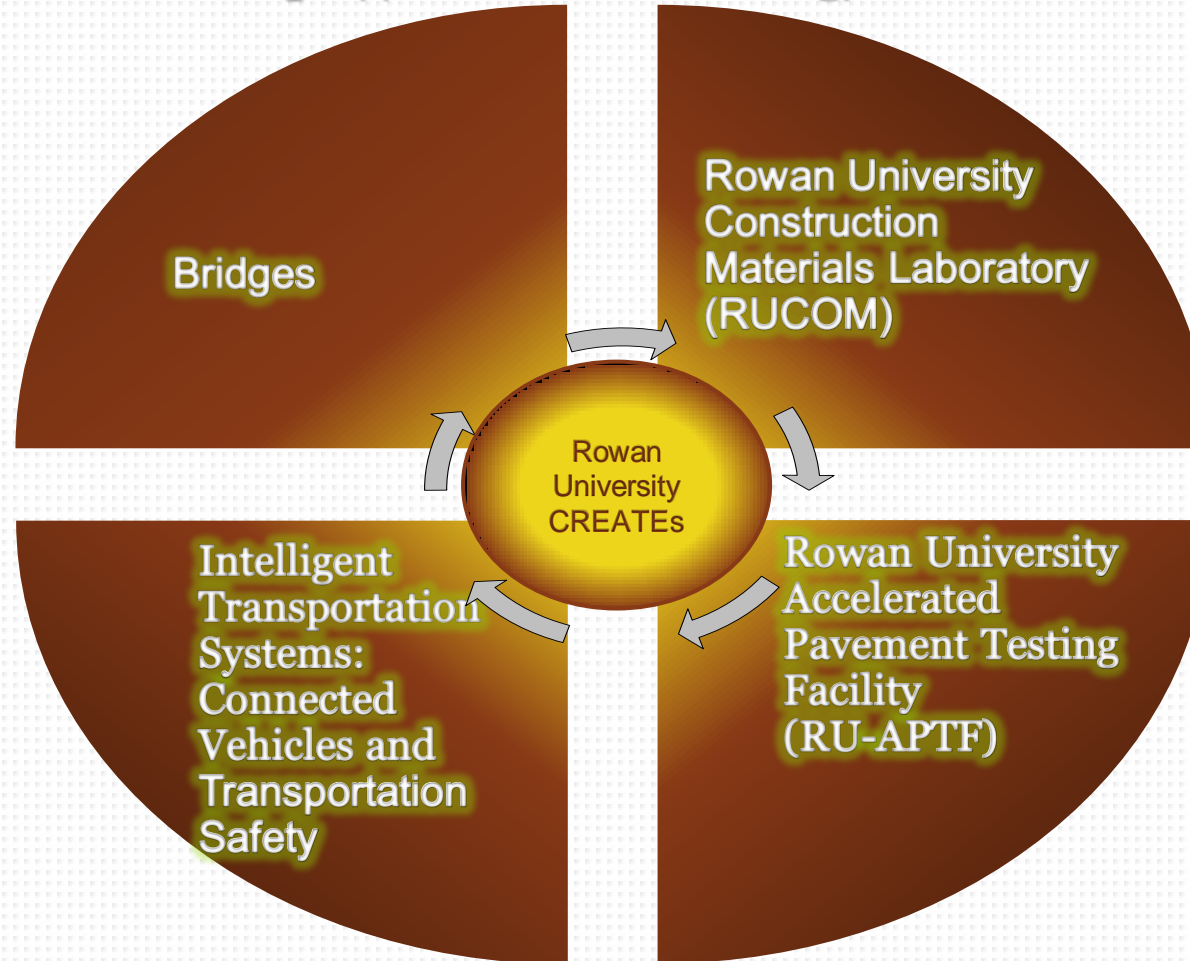 Bridges
Rowan University
Construction
Materials Laboratory
(RUCOM)
Rowan
University
CREATEs
Intelligent
Transportation
Systems:
Connected
Vehicles and
Transportation
Safety
Rowan University
Accelerated
Pavement Testing
Facility
(RU-APTF)